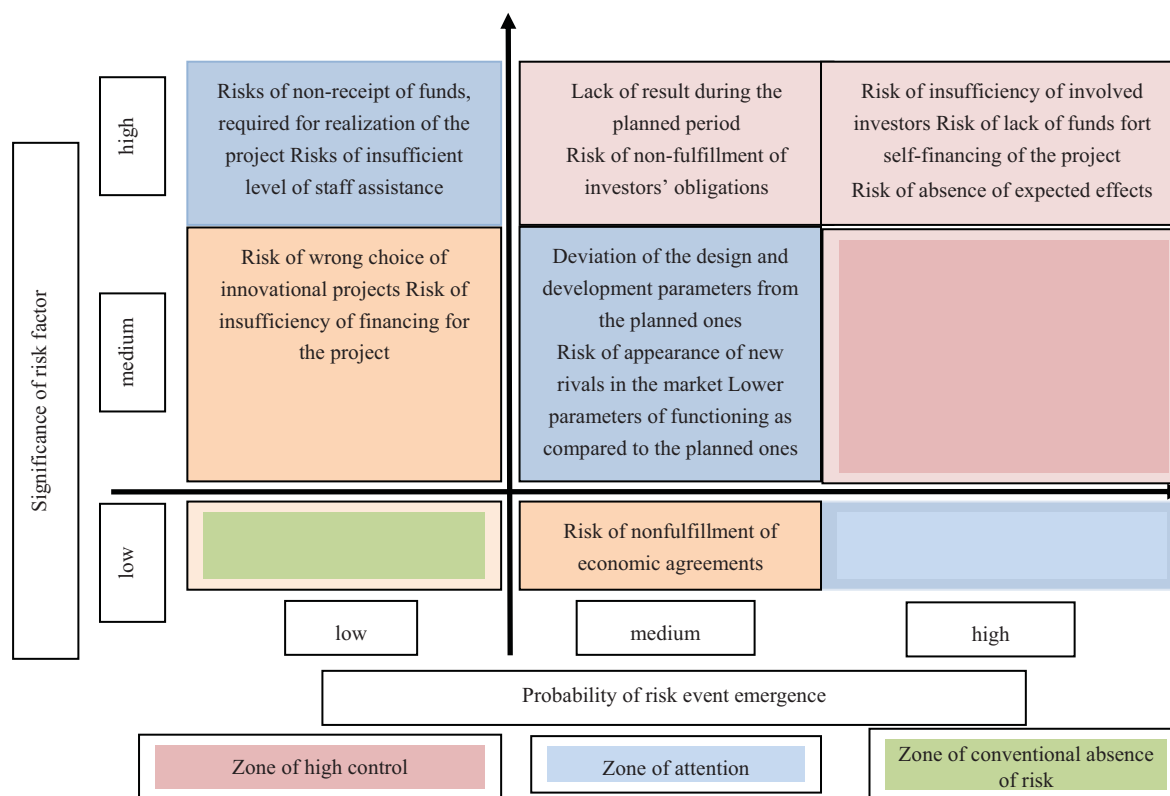 Significance of risk factor
high
Risks of non-receipt of funds,
required for realization of the
project Risks of insufficient
level of staff assistance
Lack of result during the
planned period
Risk of non-fulfillment of
investors’ obligations
Risk of insufficiency of involved
investors Risk of lack of funds fort
self-financing of the project
Risk of absence of expected effects
medium
Risk of wrong choice of
innovational projects Risk of
insufficiency of financing for
the project
Deviation of the design and
development parameters from
the planned ones
Risk of appearance of new
rivals in the market Lower
parameters of functioning as
compared to the planned ones
low
Risk of nonfulfillment of
economic agreements
low
medium
high
Probability of risk event emergence
Zone of high control
Zone of attention
Zone of conventional absence
of risk